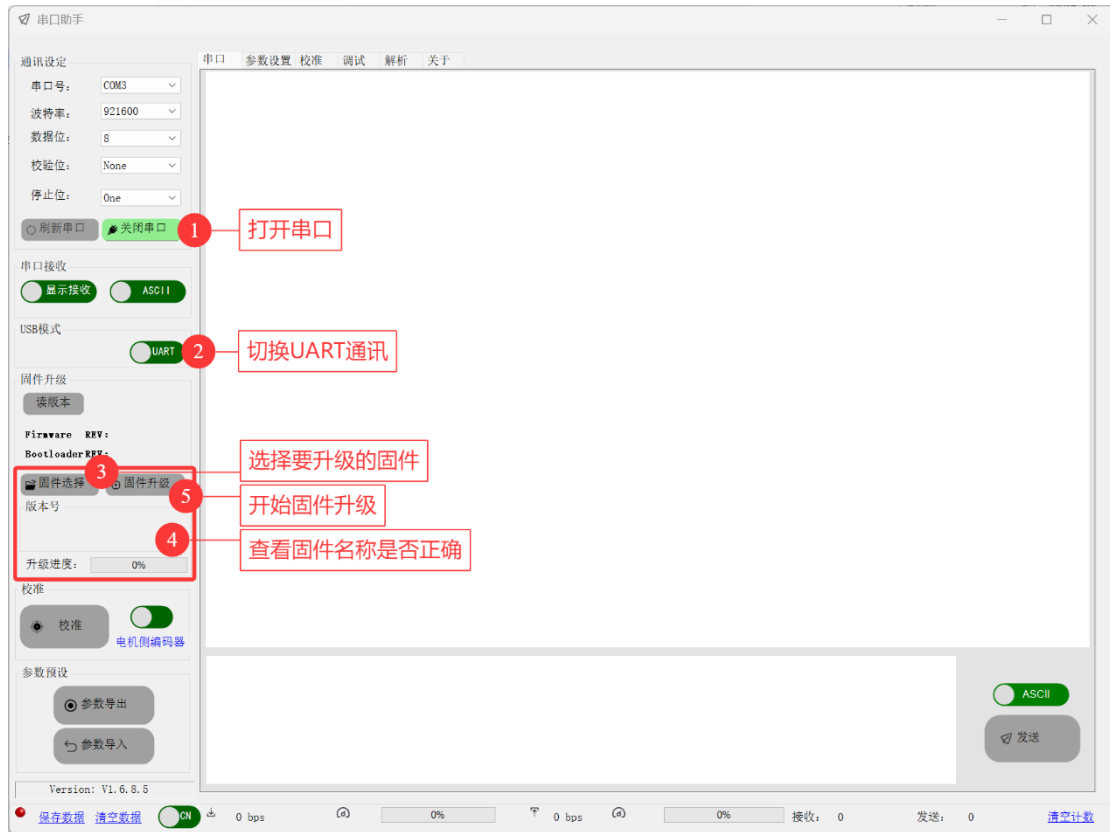 串口助手
通讯设定
串口号: COM3
波特率: 921600
数据位: 8
校验位: None
停止位: One
刷新串口 关闭串口 1 打开串口
串口接收
显示接收 ASCII
USB模式
UART 2 切换UART通讯
固件升级
读版本
Firmware REV:
Bootloader REV:
3 选择要升级的固件
固件选择 固件升级 5 开始固件升级
版本号
4 查看固件名称是否正确
升级进度: 0%
校准
校准
电机侧编码器
参数预设
参数导出
参数导入
Version: V1.6.8.5
串口 参数设置 校准 调试 解析 关于
ASCII
发送
保存数据 清空数据 CN 0 bps 0% 0 bps 0% 接收: 0 发送: 0 清空计数